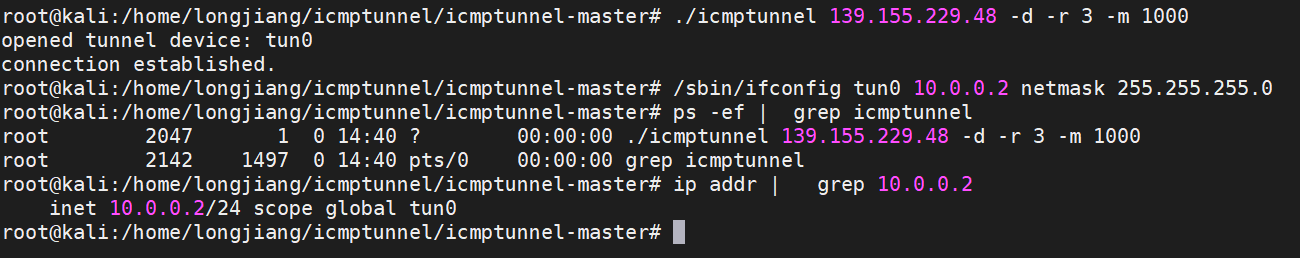 root@kali:/home/longjiang/icmptunnel/icmptunnel-master# ./icmptunnel 139.155.229.48 -d -r 3 -m 1000
opened tunnel device: tun0
connection established.
root@kali:/home/longjiang/icmptunnel/icmptunnel-master# /sbin/ifconfig tun0 10.0.0.2 netmask 255.255.255.0
root@kali:/home/longjiang/icmptunnel/icmptunnel-master# ps -ef |  grep icmptunnel
root        2047       1  0 14:40 ?        00:00:00 ./icmptunnel 139.155.229.48 -d -r 3 -m 1000
root        2142    1497  0 14:40 pts/0    00:00:00 grep icmptunnel
root@kali:/home/longjiang/icmptunnel/icmptunnel-master# ip addr |   grep 10.0.0.2
    inet 10.0.0.2/24 scope global tun0
root@kali:/home/longjiang/icmptunnel/icmptunnel-master#